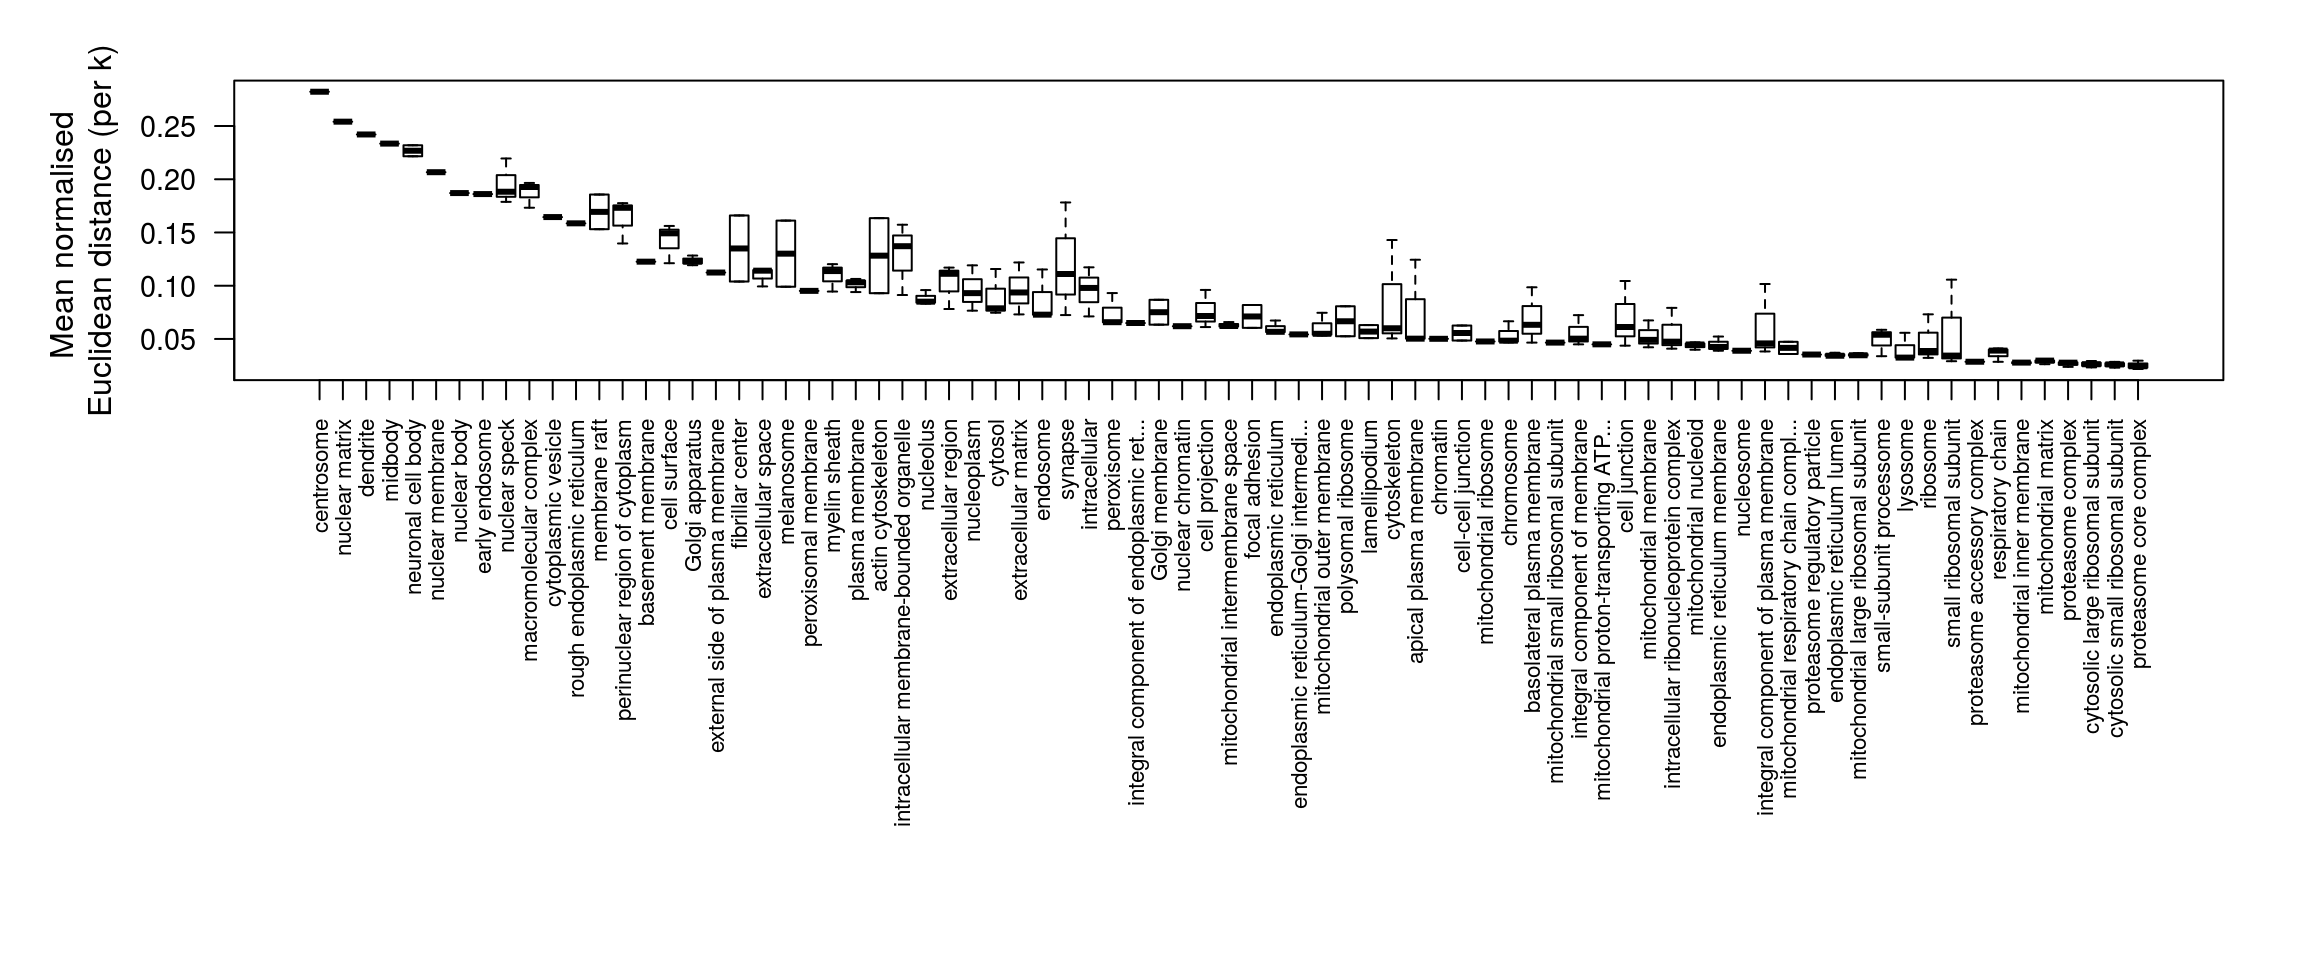 Mean normalised
Euclidean distance (per k)
0.25
0.20
0.15
0.10
0.05
centrosome
nuclear matrix
dendrite
midbody
neuronal cell body
nuclear membrane
nuclear body
early endosome
nuclear speck
macromolecular complex
cytoplasmic vesicle
rough endoplasmic reticulum
membrane raft
perinuclear region of cytoplasm
basement membrane
cell surface
Golgi apparatus
external side of plasma membrane
fibrillar center
extracellular space
melanosome
peroxisomal membrane
myelin sheath
plasma membrane
actin cytoskeleton
intracellular membrane-bounded organelle
nucleolus
extracellular region
nucleoplasm
cytosol
extracellular matrix
endosome
synapse
intracellular
peroxisome
integral component of endoplasmic ret...
Golgi membrane
nuclear chromatin
cell projection
mitochondrial intermembrane space
focal adhesion
endoplasmic reticulum
endoplasmic reticulum-Golgi intermedi...
mitochondrial outer membrane
polysomal ribosome
lamellipodium
cytoskeleton
apical plasma membrane
chromatin
cell-cell junction
mitochondrial ribosome
chromosome
basolateral plasma membrane
mitochondrial small ribosomal subunit
integral component of membrane
mitochondrial proton-transporting ATP...
cell junction
mitochondrial membrane
intracellular ribonucleoprotein complex
mitochondrial nucleoid
endoplasmic reticulum membrane
nucleosome
integral component of plasma membrane
mitochondrial respiratory chain compl...
proteasome regulatory particle
endoplasmic reticulum lumen
mitochondrial large ribosomal subunit
small-subunit processome
lysosome
ribosome
small ribosomal subunit
proteasome accessory complex
respiratory chain
mitochondrial inner membrane
mitochondrial matrix
proteasome complex
cytosolic large ribosomal subunit
cytosolic small ribosomal subunit
proteasome core complex